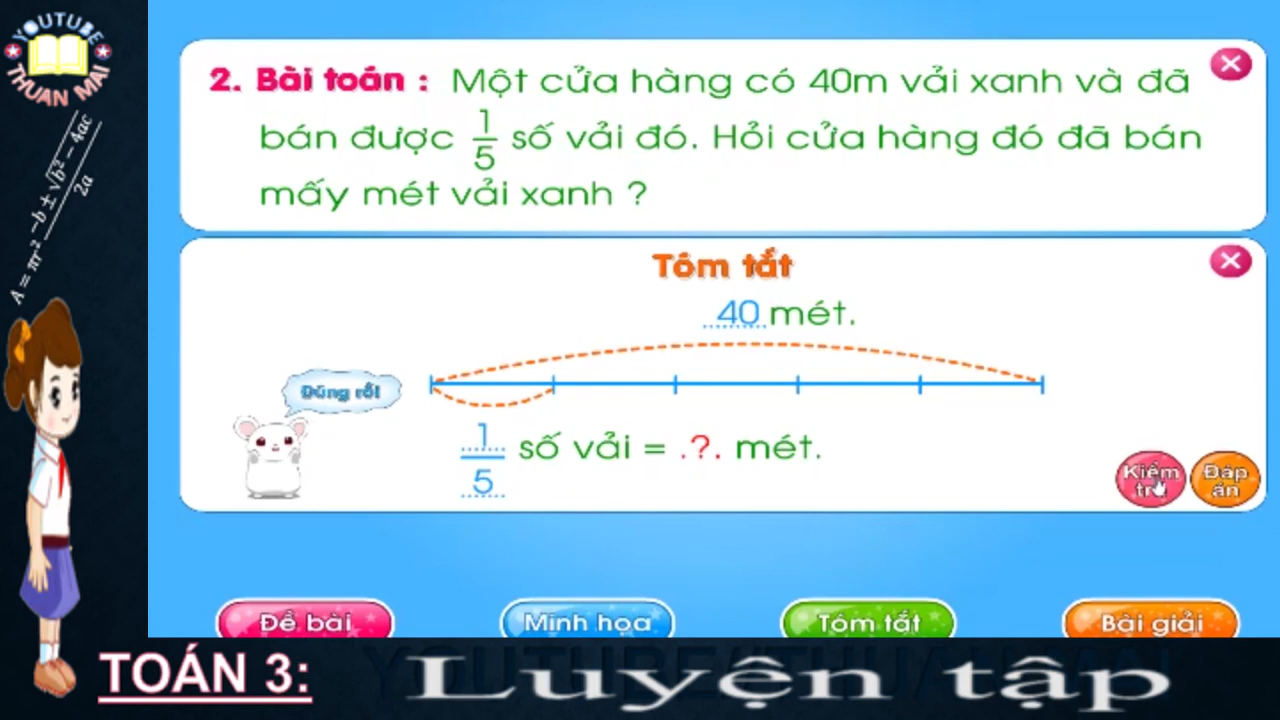 YOUTUBE
THUAN MAI
A = πr² -b ± √b² - 4ac
2a
2. Bài toán : Một cửa hàng có 40m vải xanh và đã
bán được 1/5 số vải đó. Hỏi cửa hàng đó đã bán
mấy mét vải xanh ?
Tóm tắt
40 mét.
Đúng rồi
1/5 số vải = .?. mét.
Kiểm tra
Đáp án
Đề bài
Minh họa
Tóm tắt
Bài giải
TOÁN 3:
Luyện tập